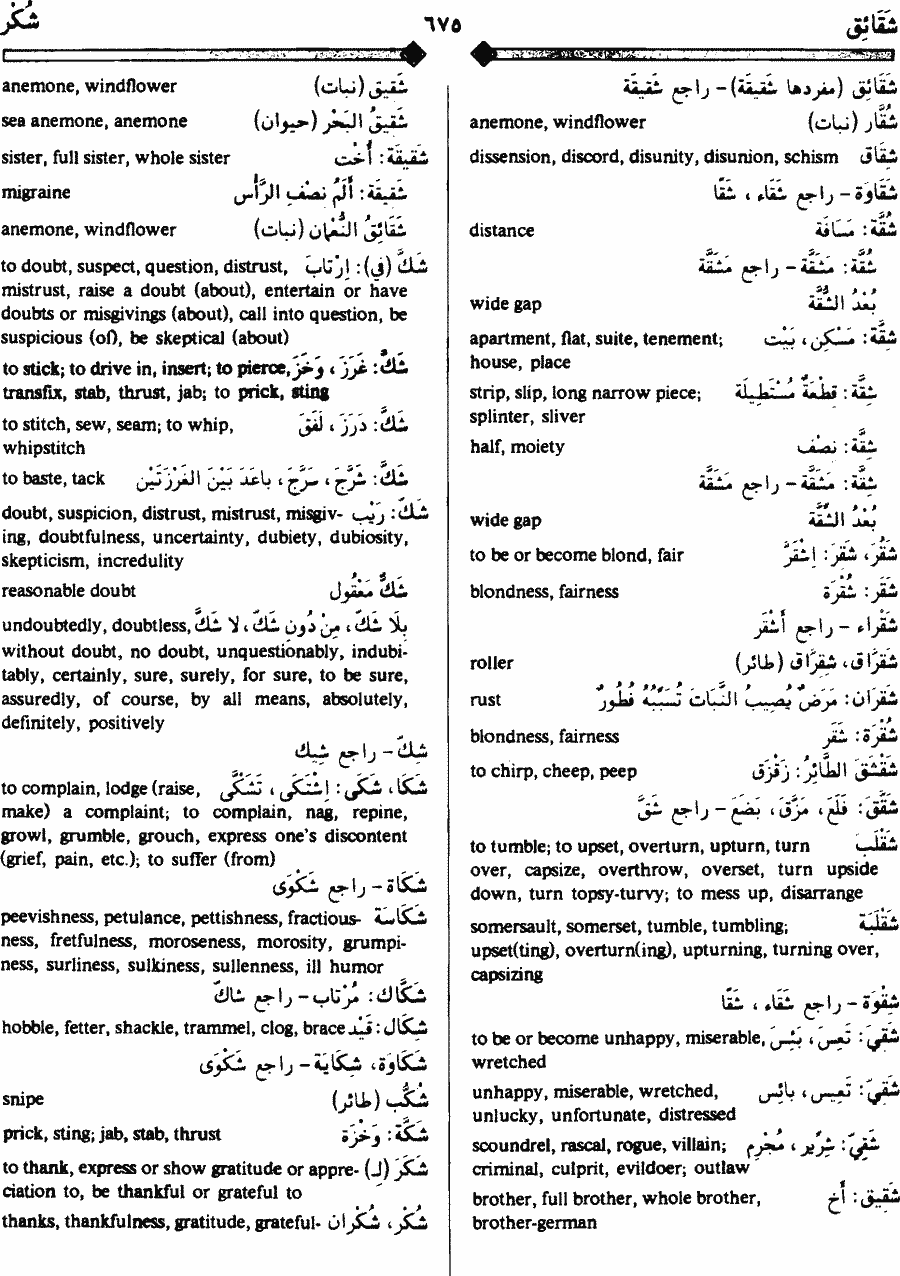 شَقَائِق
٦٧٥
شُكْر
شَقَائِق (مفردها شَقِيقَة) - راجع شَقِيقَة
شُقَّار (نبات) anemone, windflower
شِقَاق dissension, discord, disunity, disunion, schism
شَقَاوَة - راجع شَقَاء ، شَقًا
شُقَّة: مَسَافَة distance
شُقَّة: مَشَقَّة - راجع مَشَقَّة
بُعْدُ الشُّقَّة wide gap
شَقَّة: مَسْكِن، بَيْت apartment, flat, suite, tenement;
house, place
شِقَّة: قِطْعَةٌ مُسْتَطِيلَة strip, slip, long narrow piece;
splinter, sliver
شِقَّة: نِصْف half, moiety
شِقَّة: مَشَقَّة - راجع مَشَقَّة
بُعْدُ الشِّقَّة wide gap
شَقُرَ، شَقِرَ: اِشْقَرَّ to be or become blond, fair
شَقَر: شُقْرَة blondness, fairness
شَقْراء - راجع أَشْقَر
شَقِرَّاق، شِقِرَّاق (طائر) roller
شَقَرَان: مَرَضٌ يُصِيبُ النَّبَاتَ تُسَبِّبُهُ فُطُورٌ rust
شُقْرَة: شَقَر blondness, fairness
شَقْشَقَ الطَّائِرُ: زَقْزَقَ to chirp, cheep, peep
شَقَّقَ: فَلَعَ، مَزَّقَ، بَضَعَ - راجع شَقَّ
شَقْلَبَ to tumble; to upset, overturn, upturn, turn
over, capsize, overthrow, overset, turn upside
down, turn topsy-turvy; to mess up, disarrange
شَقْلَبَة somersault, somerset, tumble, tumbling;
upset(ting), overturn(ing), upturning, turning over,
capsizing
شَقْوَة - راجع شَقَاء ، شَقًا
شَقِيَ: تَعِسَ، بَئِسَ to be or become unhappy, miserable,
wretched
شَقِيّ: تَعِيس، بائِس unhappy, miserable, wretched,
unlucky, unfortunate, distressed
شَقِيّ: شِرِّير، مُجْرِم scoundrel, rascal, rogue, villain;
criminal, culprit, evildoer; outlaw
شَقِيق: أَخ brother, full brother, whole brother,
brother-german
شَقِيق (نبات) anemone, windflower
شَقِيقُ البَحْر (حيوان) sea anemone, anemone
شَقِيقَة: أُخْت sister, full sister, whole sister
شَقِيقَة: أَلَمُ نِصْفِ الرَّأْس migraine
شَقَائِقُ النُّعْمَان (نبات) anemone, windflower
شَكَّ (في): اِرْتَابَ to doubt, suspect, question, distrust,
mistrust, raise a doubt (about), entertain or have
doubts or misgivings (about), call into question, be
suspicious (of), be skeptical (about)
شَكَّ: غَرَزَ، وَخَزَ to stick; to drive in, insert; to pierce,
transfix, stab, thrust, jab; to prick, sting
شَكَّ: دَرَزَ، لَفَقَ to stitch, sew, seam; to whip,
whipstitch
شَكَّ: شَرَّجَ، سَرَّجَ، باعَدَ بَيْنَ الغَرْزَتَيْن to baste, tack
شَكّ: رَيْب doubt, suspicion, distrust, mistrust, misgiv-
ing, doubtfulness, uncertainty, dubiety, dubiosity,
skepticism, incredulity
شَكٌّ مَعْقُول reasonable doubt
بِلَا شَكّ، مِنْ دُونِ شَكّ، لا شَكَّ undoubtedly, doubtless,
without doubt, no doubt, unquestionably, indubi-
tably, certainly, sure, surely, for sure, to be sure,
assuredly, of course, by all means, absolutely,
definitely, positively
شِكّ - راجع شِيك
شَكَا، شَكَى: اِشْتَكَى، تَشَكَّى to complain, lodge (raise,
make) a complaint; to complain, nag, repine,
growl, grumble, grouch, express one's discontent
(grief, pain, etc.); to suffer (from)
شَكَاة - راجع شَكْوَى
شَكَاسَة peevishness, petulance, pettishness, fractious-
ness, fretfulness, moroseness, morosity, grumpi-
ness, surliness, sulkiness, sullenness, ill humor
شَكَّاك: مُرْتاب - راجع شاكّ
شِكَال: قَيْد hobble, fetter, shackle, trammel, clog, brace
شَكَاوَة، شِكَايَة - راجع شَكْوَى
شُكُّب (طائر) snipe
شَكَّة: وَخْزَة prick, sting; jab, stab, thrust
شَكَرَ (لـ) to thank, express or show gratitude or appre-
ciation to, be thankful or grateful to
شُكْر، شُكْران thanks, thankfulness, gratitude, grateful-